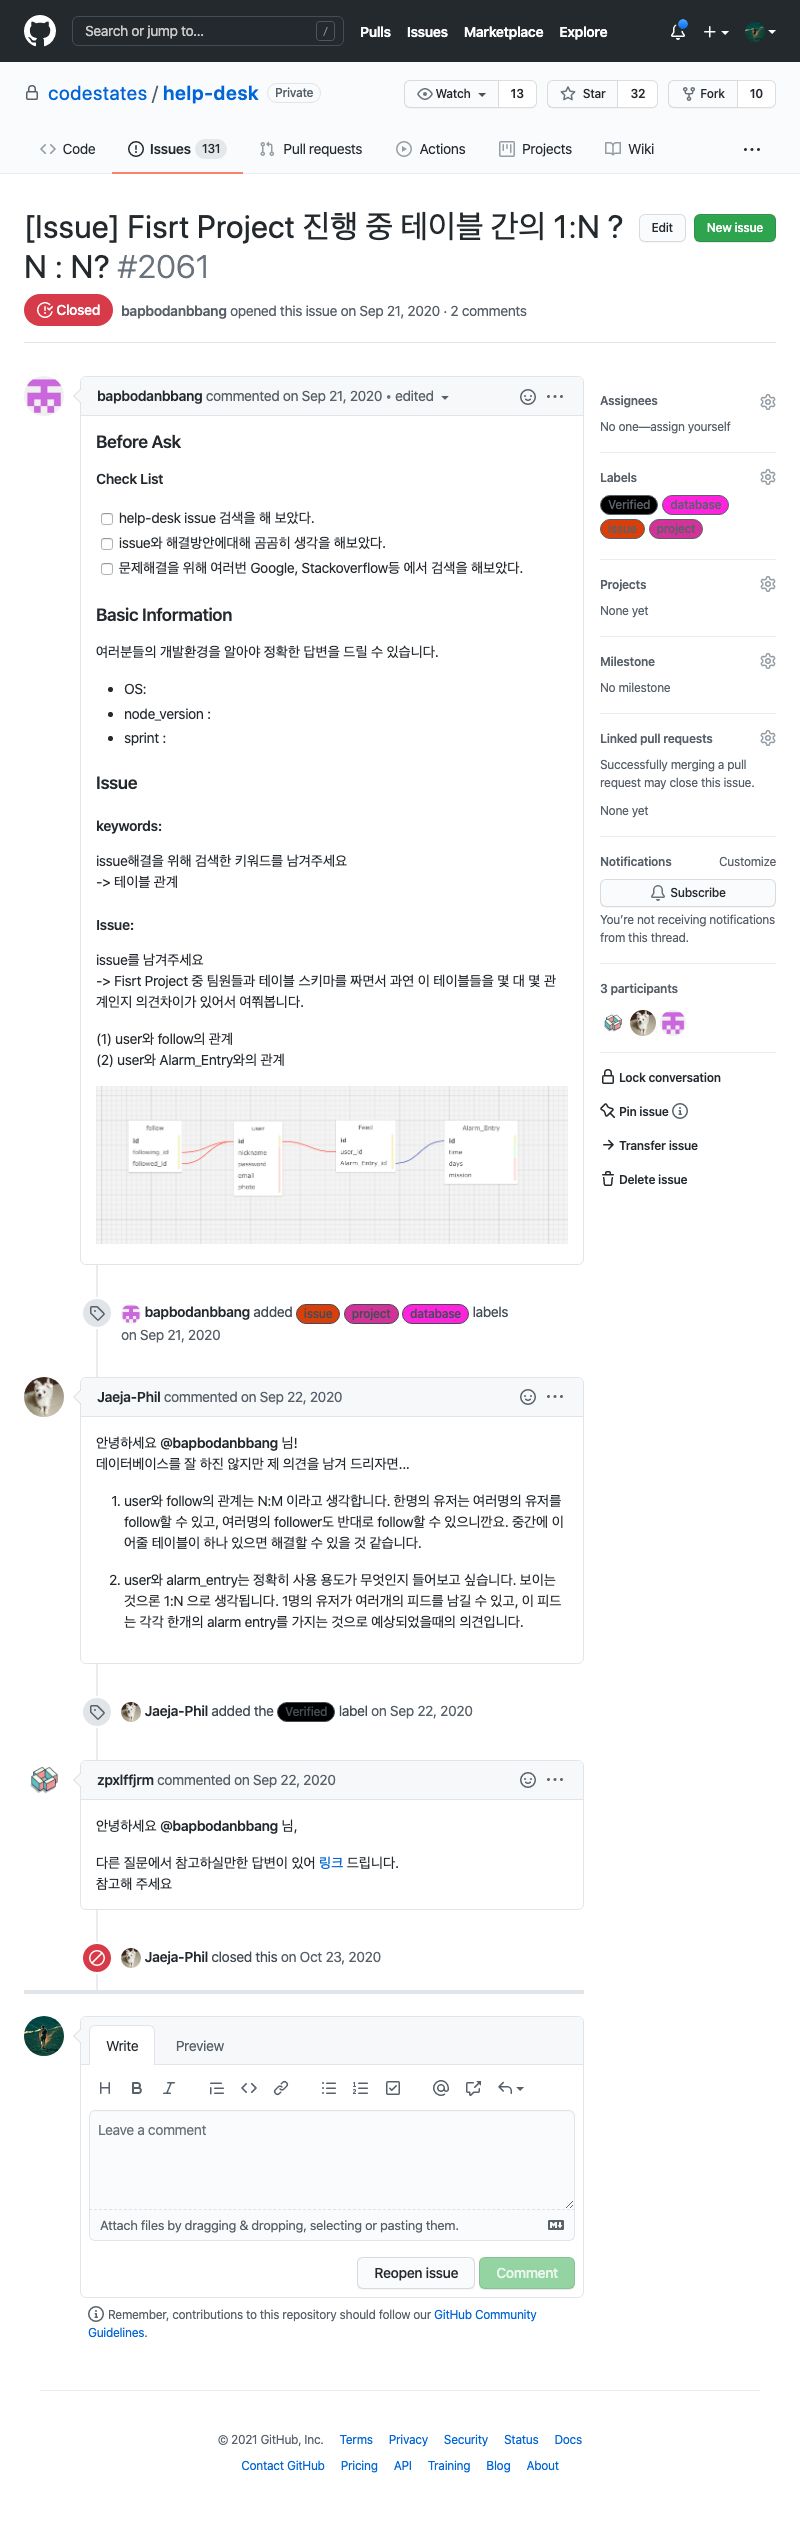 Search or jump to... /
Pulls Issues Marketplace Explore
codestates / help-desk Private
Watch 13 Star 32 Fork 10
Code Issues 131 Pull requests Actions Projects Wiki ...
[Issue] Fisrt Project 진행 중 테이블 간의 1:N ?
N : N? #2061
Edit New issue
Closed bapbodanbbang opened this issue on Sep 21, 2020 · 2 comments
bapbodanbbang commented on Sep 21, 2020 • edited
Before Ask
Check List
help-desk issue 검색을 해 보았다.
issue와 해결방안에대해 곰곰히 생각을 해보았다.
문제해결을 위해 여러번 Google, Stackoverflow등 에서 검색을 해보았다.
Basic Information
여러분들의 개발환경을 알아야 정확한 답변을 드릴 수 있습니다.
• OS:
• node_version :
• sprint :
Issue
keywords:
issue해결을 위해 검색한 키워드를 남겨주세요
-> 테이블 관계
Issue:
issue를 남겨주세요
-> Fisrt Project 중 팀원들과 테이블 스키마를 짜면서 과연 이 테이블들을 몇 대 몇 관
계인지 의견차이가 있어서 여쭤봅니다.
(1) user와 follow의 관계
(2) user와 Alarm_Entry와의 관계
follow
id
following_id
followed_id
user
id
nickname
password
email
photo
Feed
id
user_id
Alarm_Entry_id
Alarm_Entry
id
time
days
mission
bapbodanbbang added issue project database labels
on Sep 21, 2020
Jaeja-Phil commented on Sep 22, 2020
안녕하세요 @bapbodanbbang 님!
데이터베이스를 잘 하진 않지만 제 의견을 남겨 드리자면...
1. user와 follow의 관계는 N:M 이라고 생각합니다. 한명의 유저는 여러명의 유저를
follow할 수 있고, 여러명의 follower도 반대로 follow할 수 있으니깐요. 중간에 이
어줄 테이블이 하나 있으면 해결할 수 있을 것 같습니다.
2. user와 alarm_entry는 정확히 사용 용도가 무엇인지 들어보고 싶습니다. 보이는
것으론 1:N 으로 생각됩니다. 1명의 유저가 여러개의 피드를 남길 수 있고, 이 피드
는 각각 한개의 alarm entry를 가지는 것으로 예상되었을때의 의견입니다.
Jaeja-Phil added the Verified label on Sep 22, 2020
zpxlffjrm commented on Sep 22, 2020
안녕하세요 @bapbodanbbang 님,
다른 질문에서 참고하실만한 답변이 있어 링크 드립니다.
참고해 주세요
Jaeja-Phil closed this on Oct 23, 2020
Write Preview
Leave a comment
Attach files by dragging & dropping, selecting or pasting them.
Reopen issue Comment
Remember, contributions to this repository should follow our GitHub Community
Guidelines.
Assignees
No one—assign yourself
Labels
Verified database
issue project
Projects
None yet
Milestone
No milestone
Linked pull requests
Successfully merging a pull
request may close this issue.
None yet
Notifications Customize
Subscribe
You're not receiving notifications
from this thread.
3 participants
Lock conversation
Pin issue
Transfer issue
Delete issue
© 2021 GitHub, Inc. Terms Privacy Security Status Docs
Contact GitHub Pricing API Training Blog About